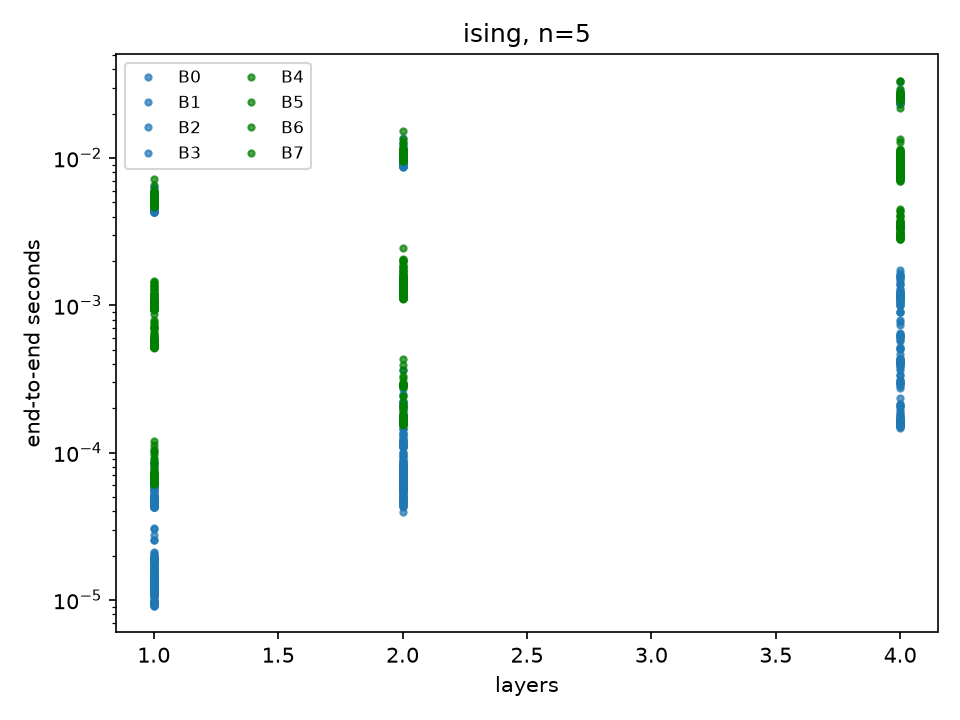 ising, n=5
B0 B4
B1 B5
B2 B6
B3 B7
end-to-end seconds
10⁻²
10⁻³
10⁻⁴
10⁻⁵
1.0 1.5 2.0 2.5 3.0 3.5 4.0
layers